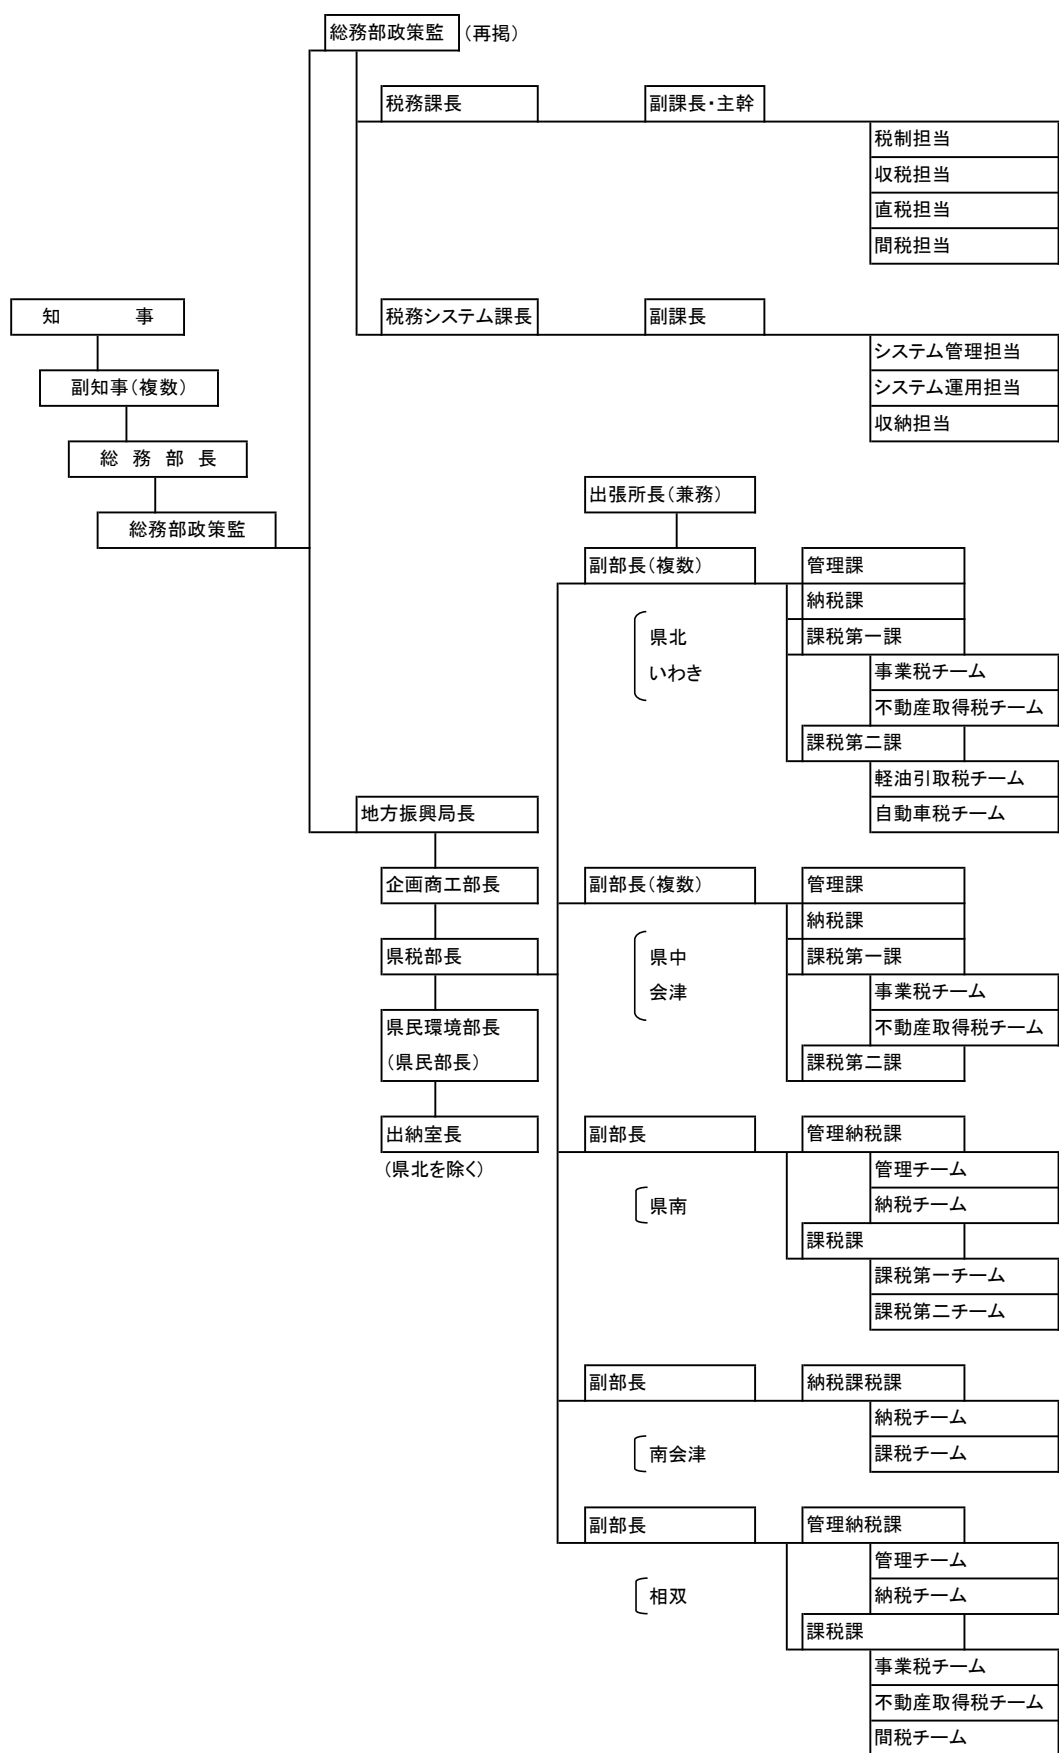 総務部政策監 (再掲)
税務課長 副課長・主幹
税制担当
収税担当
直税担当
間税担当
知 事 税務システム課長 副課長
システム管理担当
副知事(複数) システム運用担当
収納担当
総 務 部 長
出張所長(兼務)
総務部政策監
副部長(複数) 管理課
納税課
県北 課税第一課
いわき 事業税チーム
不動産取得税チーム
課税第二課
軽油引取税チーム
地方振興局長 自動車税チーム
企画商工部長 副部長(複数) 管理課
納税課
県税部長 県中 課税第一課
会津 事業税チーム
県民環境部長 不動産取得税チーム
(県民部長) 課税第二課
出納室長 副部長 管理納税課
(県北を除く) 管理チーム
県南 納税チーム
課税課
課税第一チーム
課税第二チーム
副部長 納税課税課
納税チーム
南会津 課税チーム
副部長 管理納税課
管理チーム
相双 納税チーム
課税課
事業税チーム
不動産取得税チーム
間税チーム